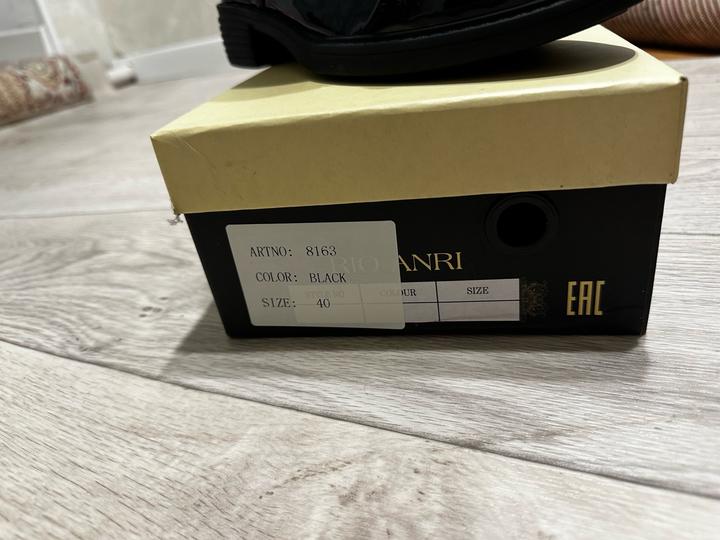 ARTNO: 8163
COLOR: BLACK
SIZE: 40
ANRI
COLOUR SIZE
EAC